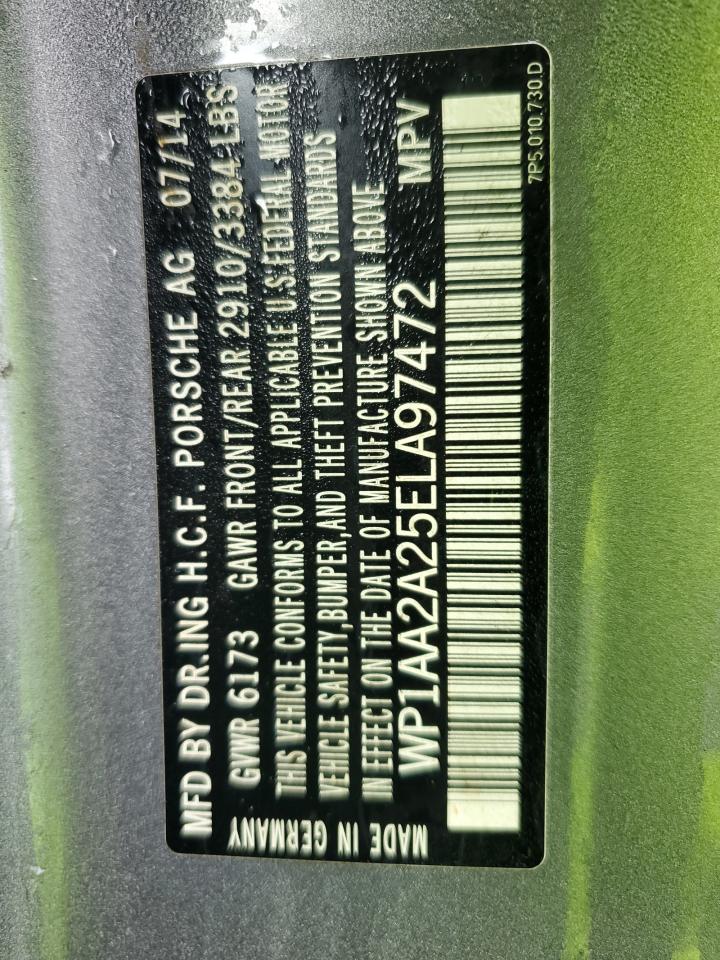 MFD BY DR.ING H.C.F. PORSCHE AG 07/14
GVWR 6173 GAWR FRONT/REAR 2910/3384 LBS
THIS VEHICLE CONFORMS TO ALL APPLICABLE U.S.FEDERAL MOTOR
VEHICLE SAFETY,BUMPER,AND THEFT PREVENTION STANDARDS
IN EFFECT ON THE DATE OF MANUFACTURE SHOWN ABOVE
WP1AA2A25ELA97472 MPV
MADE IN GERMANY
7P5.010.730.D